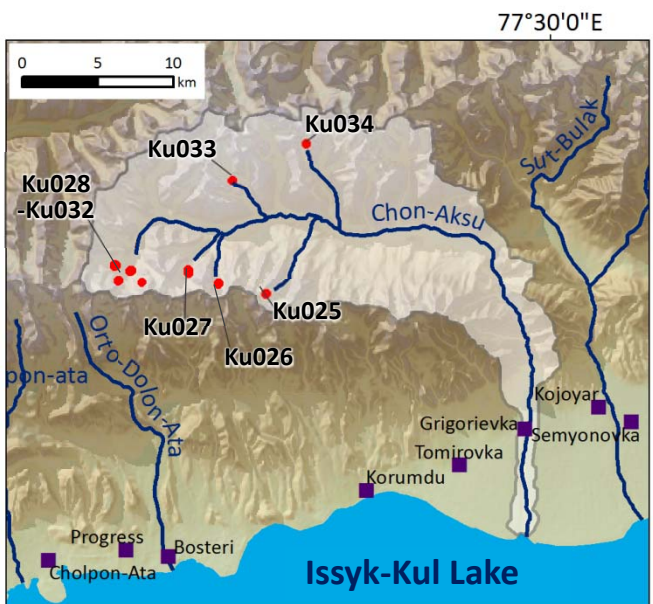 77°30'0"E
0 5 10
km
Ku034
Ku033
Sut-Bulak
Ku028
-Ku032
Chon-Aksu
Ku025
Ku027
Ku026
Orto-Dolon-Ata
pon-ata
Kojoyar
Grigorievka
Semyonovka
Tomirovka
Korumdu
Progress
Bosteri
Cholpon-Ata
Issyk-Kul Lake